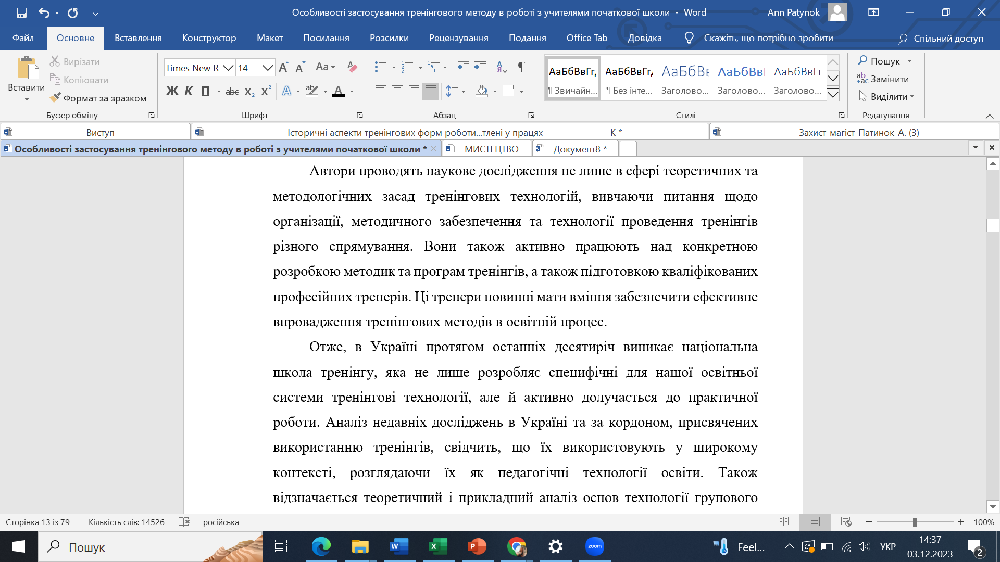 Особливості застосування тренінгового методу в роботі з учителями початкової школи - Word
Ann Patynok
Файл Основне Вставлення Конструктор Макет Посилання Розсилки Рецензування Подання Office Tab Довідка Скажіть, що потрібно зробити Спільний доступ
Вставити
Вирізати
Копіювати
Формат за зразком
Буфер обміну
Times New R 14
Aa
Ж К П abc x₂ x²
Шрифт
Абзац
АаБбВвГг, АаБбВвГг, АаБбВв АаБбВвІ АаБбВвГг
¶ Звичайн... ¶ Без інте... Заголово... Заголово... Заголово...
Стилі
Пошук
Замінити
Виділити
Редагування
Виступ Історичні аспекти тренінгових форм роботи...тлені у працях К * Захист_магіст_Патинок_А. (3)
Особливості застосування тренінгового методу в роботі з учителями початкової школи * МИСТЕЦТВО Документ8 *
Автори проводять наукове дослідження не лише в сфері теоретичних та
методологічних засад тренінгових технологій, вивчаючи питання щодо
організації, методичного забезпечення та технології проведення тренінгів
різного спрямування. Вони також активно працюють над конкретною
розробкою методик та програм тренінгів, а також підготовкою кваліфікованих
професійних тренерів. Ці тренери повинні мати вміння забезпечити ефективне
впровадження тренінгових методів в освітній процес.
Отже, в Україні протягом останніх десятиріч виникає національна
школа тренінгу, яка не лише розробляє специфічні для нашої освітньої
системи тренінгові технології, але й активно долучається до практичної
роботи. Аналіз недавніх досліджень в Україні та за кордоном, присвячених
використанню тренінгів, свідчить, що їх використовують у широкому
контексті, розглядаючи їх як педагогічні технології освіти. Також
відзначається теоретичний і прикладний аналіз основ технології групового
Сторінка 13 із 79 Кількість слів: 14526 російська 100%
Пошук
zoom
Feel...
УКР
14:37
03.12.2023
2